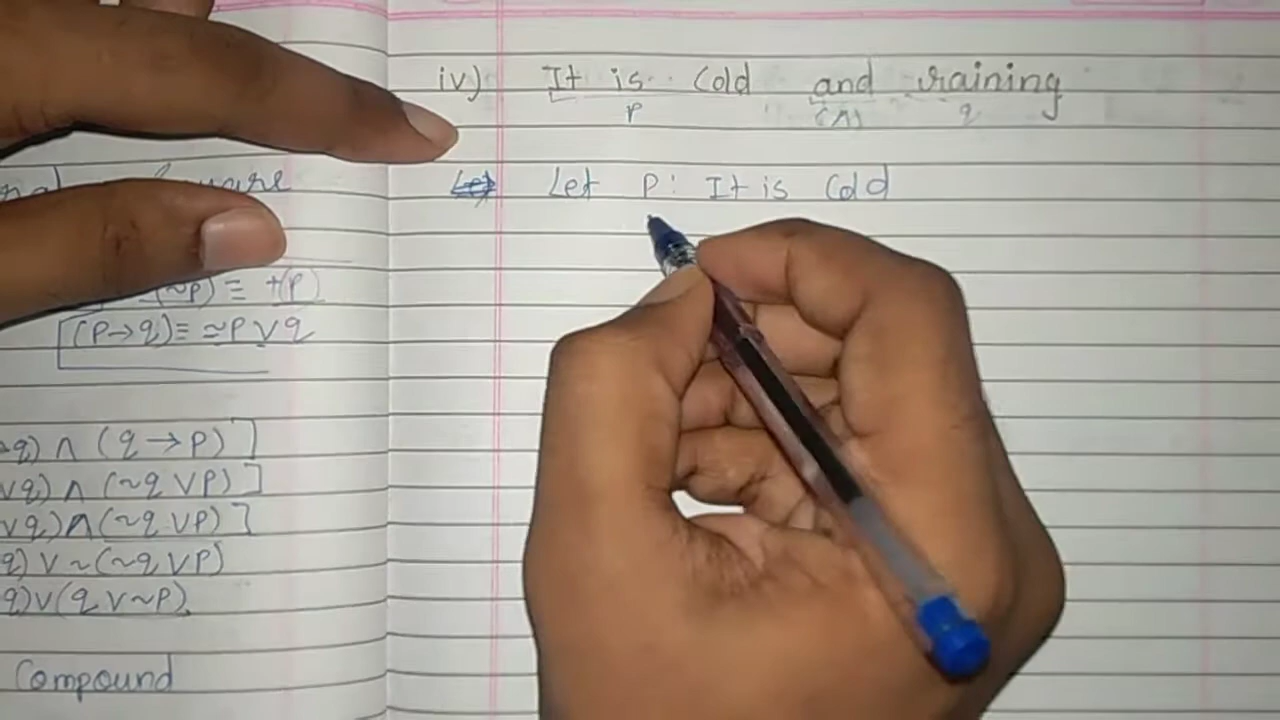 iv) It is cold and raining
p (∧) q
Let P: It is Cold
(~p) ≡ +(p)
(P→q) ≡ ~P∨q
q) ∧ (q → P)]
∨q) ∧ (~q ∨P)]
∨q) ∧ (~q ∨P)]
q) ∨ ~(~q ∨P)
q)∨(q ∨~P)
Compound